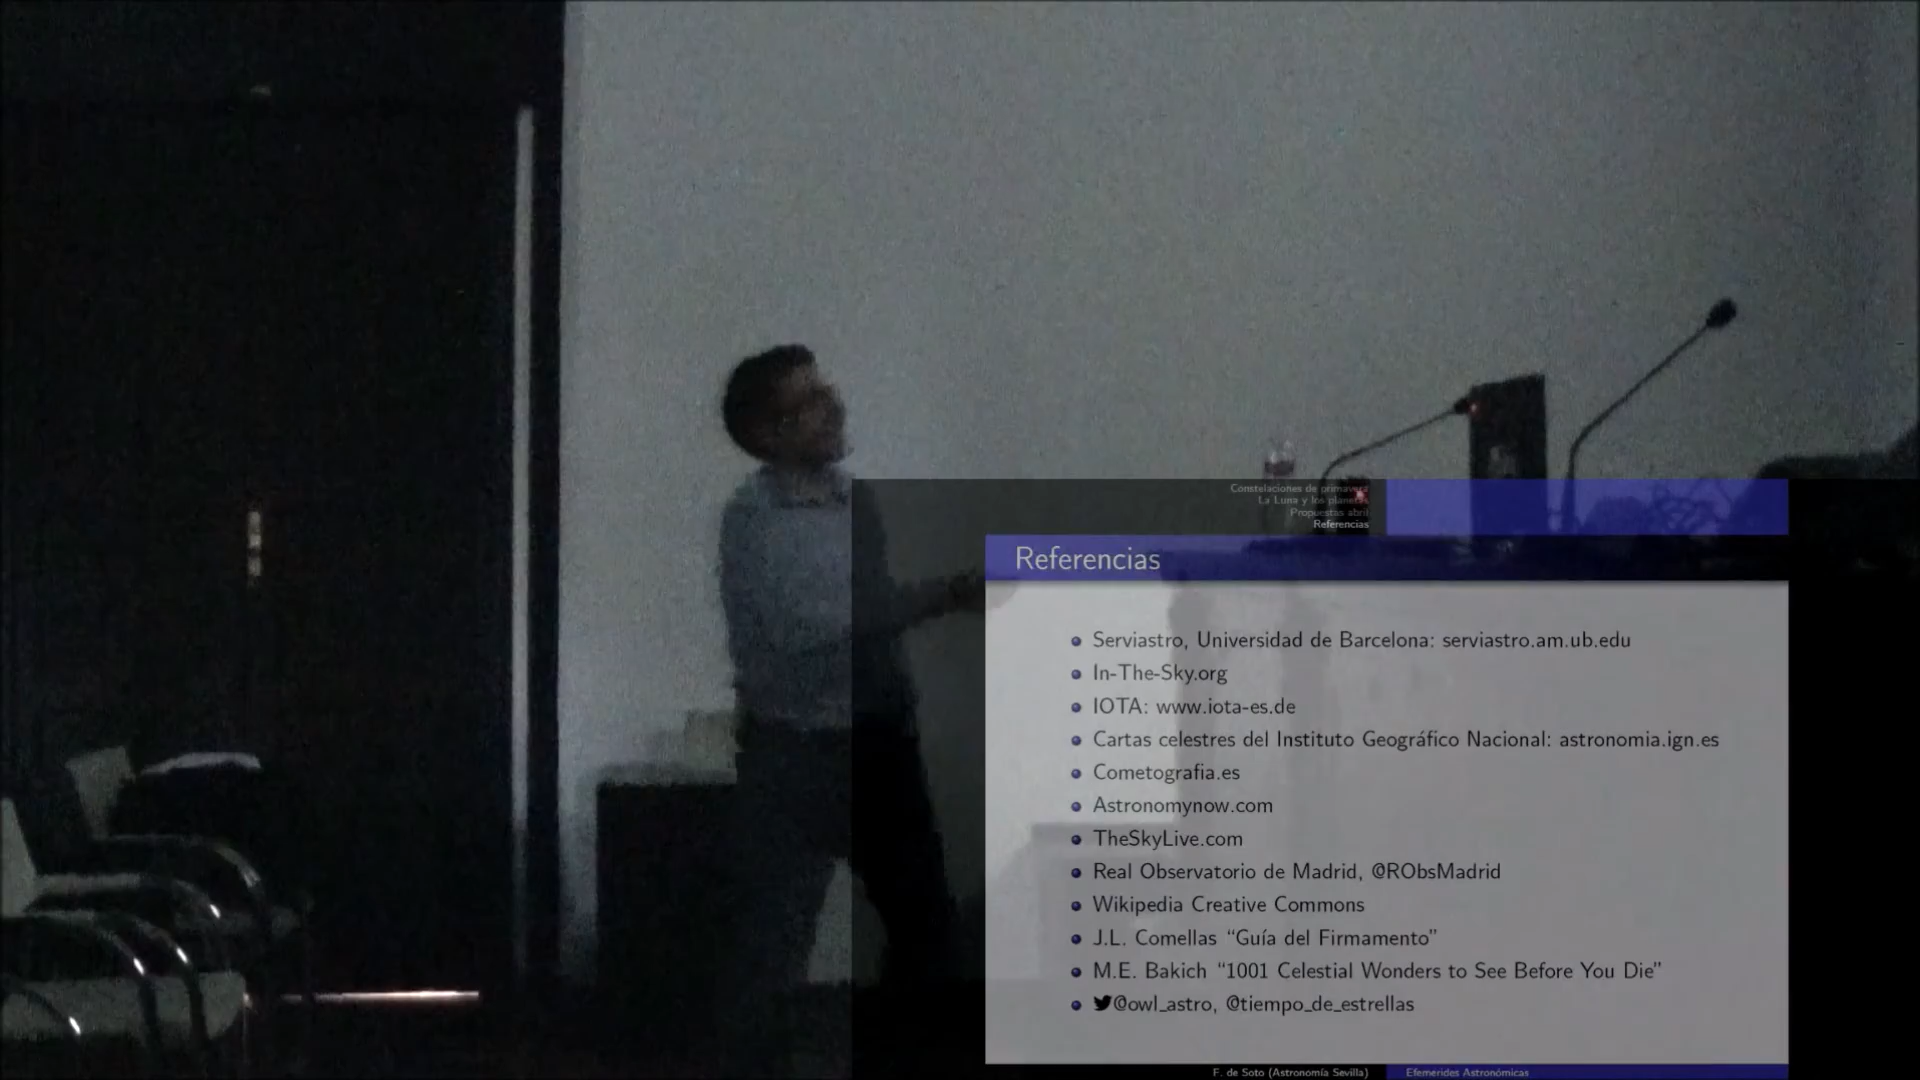 Constelaciones de primavera
La Luna y los planetas
Propuestas abril
Referencias
Referencias
Serviastro, Universidad de Barcelona: serviastro.am.ub.edu
In-The-Sky.org
IOTA: www.iota-es.de
Cartas celestres del Instituto Geográfico Nacional: astronomia.ign.es
Cometografia.es
Astronomynow.com
TheSkyLive.com
Real Observatorio de Madrid, @RObsMadrid
Wikipedia Creative Commons
J.L. Comellas “Guía del Firmamento”
M.E. Bakich “1001 Celestial Wonders to See Before You Die”
@owl_astro, @tiempo_de_estrellas
F. de Soto (Astronomía Sevilla) Efemerides Astronómicas